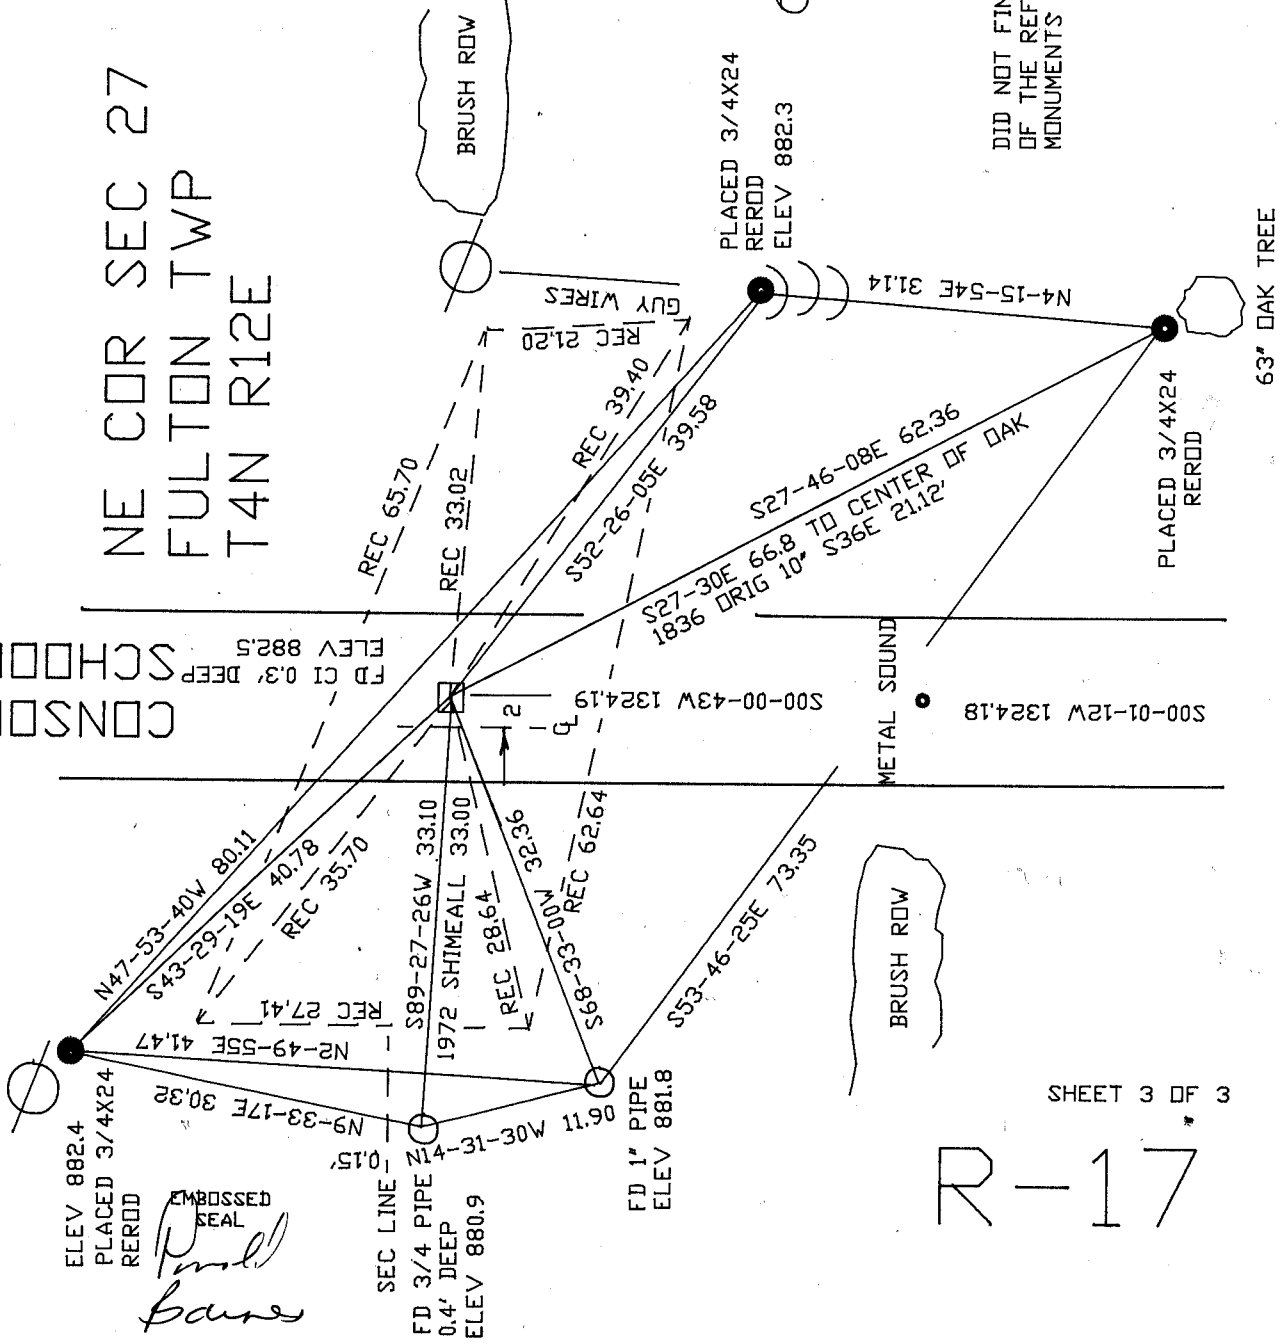 NE COR SEC 27
FULTON TWP
T4N R12E
CONSO
SCHOO
BRUSH ROW
GUY WIRES
REC 21.20
REC 65.70
REC 33.02
REC 39.40
PLACED 3/4X24
REROD
ELEV 882.3
DID NOT FIN
OF THE REF
MONUMENTS
FD CI 0.3' DEEP
ELEV 882.5
S52-26-05E 39.58
N4-15-54E 31.14
S27-46-08E 62.36
S27-30E 66.8 TO CENTER OF OAK
1836 ORIG 10" S36E 21.12'
PLACED 3/4X24
REROD
63" OAK TREE
2
CL
S00-00-43W 1324.19
METAL SOUND
S00-01-12W 1324.18
N47-53-40W 80.11
S43-29-19E 40.78
REC 35.70
REC 27.41
S89-27-26W 33.10
1972 SHIMEALL 33.00
REC 28.64
S68-33-00W 32.36
REC 62.64
S53-46-25E 73.35
N2-49-55E 41.47
N9-33-17E 30.32
0.15'
N14-31-30W 11.90
BRUSH ROW
ELEV 882.4
PLACED 3/4X24
REROD
EMBOSSED
SEAL
Barnes
SEC LINE
FD 3/4 PIPE
0.4' DEEP
ELEV 880.9
FD 1" PIPE
ELEV 881.8
SHEET 3 OF 3
R-17